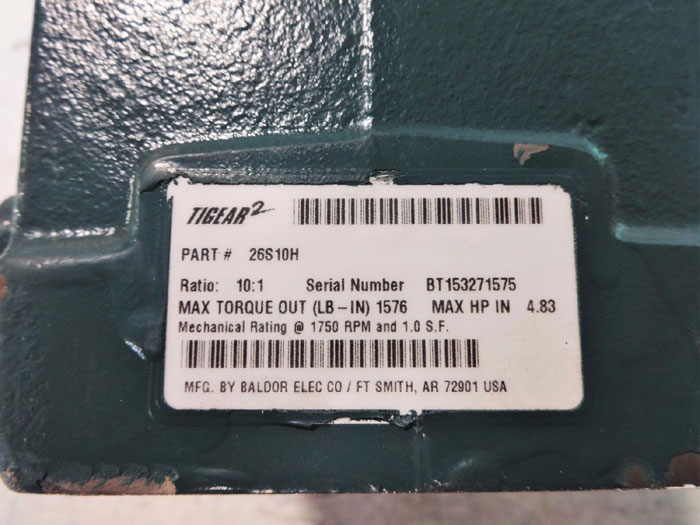 TIGEAR2
PART # 26S10H
Ratio: 10:1 Serial Number BT153271575
MAX TORQUE OUT (LB-IN) 1576 MAX HP IN 4.83
Mechanical Rating @ 1750 RPM and 1.0 S.F.
MFG. BY BALDOR ELEC CO / FT SMITH, AR 72901 USA